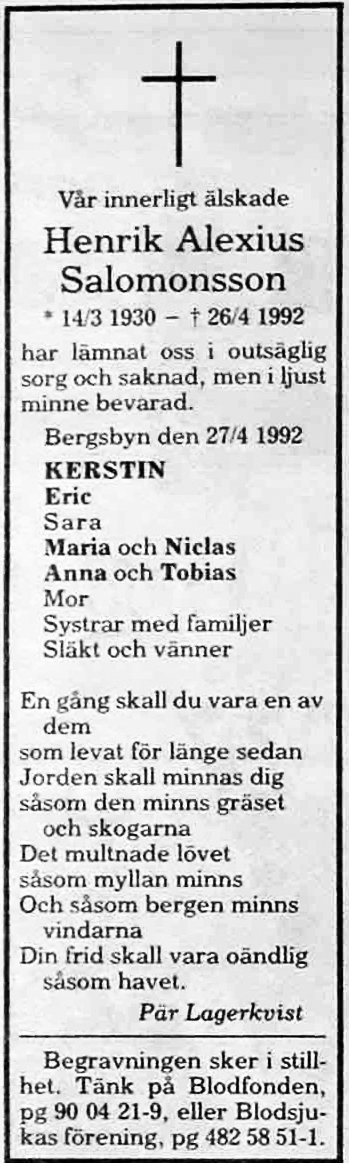 Vår innerligt älskade
Henrik Alexius
Salomonsson
* 14/3 1930 – † 26/4 1992
har lämnat oss i outsäglig
sorg och saknad, men i ljust
minne bevarad.
Bergsbyn den 27/4 1992
KERSTIN
Eric
Sara
Maria och Niclas
Anna och Tobias
Mor
Systrar med familjer
Släkt och vänner
En gång skall du vara en av
dem
som levat för länge sedan
Jorden skall minnas dig
såsom den minns gräset
och skogarna
Det multnade lövet
såsom myllan minns
Och såsom bergen minns
vindarna
Din frid skall vara oändlig
såsom havet.
Pär Lagerkvist
Begravningen sker i still-
het. Tänk på Blodfonden,
pg 90 04 21-9, eller Blodsju-
kas förening, pg 482 58 51-1.